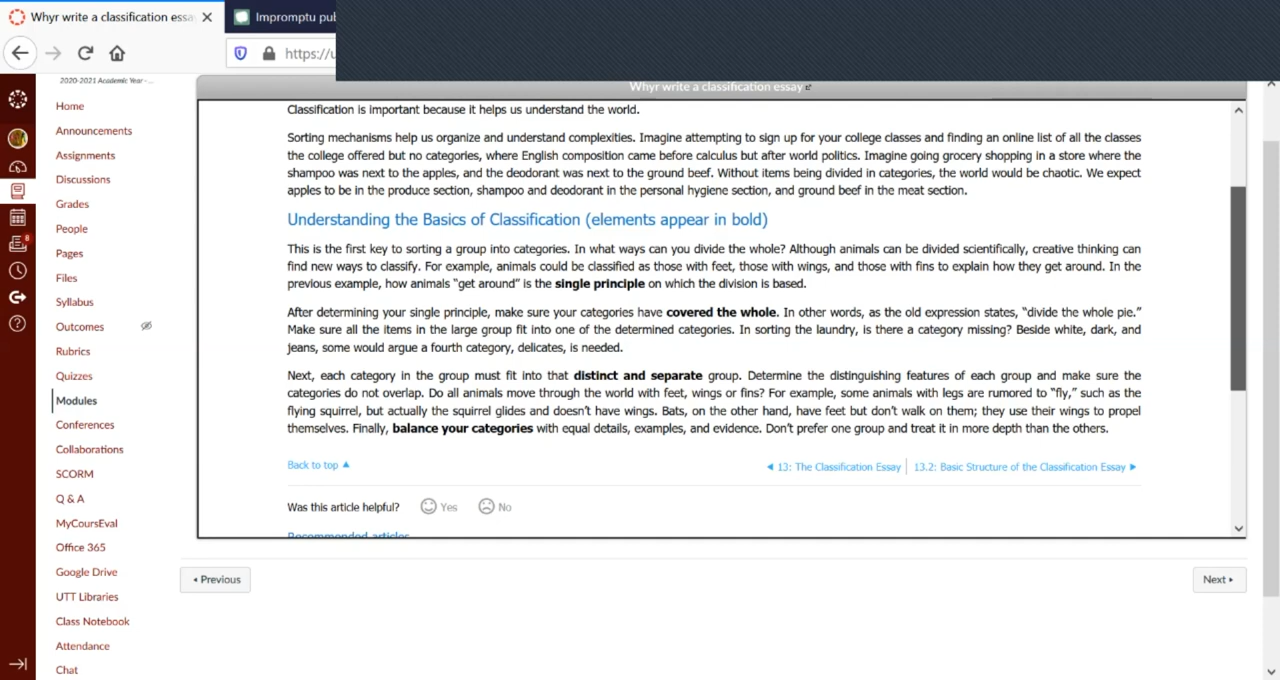 Whyr write a classification essa
Impromptu pul
https://u
2020-2021 Academic Year -...
Home
Announcements
Assignments
Discussions
Grades
People
Pages
Files
Syllabus
Outcomes
Rubrics
Quizzes
Modules
Conferences
Collaborations
SCORM
Q & A
MyCoursEval
Office 365
Google Drive
UTT Libraries
Class Notebook
Attendance
Chat
8
Whyr write a classification essay
Classification is important because it helps us understand the world.
Sorting mechanisms help us organize and understand complexities. Imagine attempting to sign up for your college classes and finding an online list of all the classes
the college offered but no categories, where English composition came before calculus but after world politics. Imagine going grocery shopping in a store where the
shampoo was next to the apples, and the deodorant was next to the ground beef. Without items being divided in categories, the world would be chaotic. We expect
apples to be in the produce section, shampoo and deodorant in the personal hygiene section, and ground beef in the meat section.
Understanding the Basics of Classification (elements appear in bold)
This is the first key to sorting a group into categories. In what ways can you divide the whole? Although animals can be divided scientifically, creative thinking can
find new ways to classify. For example, animals could be classified as those with feet, those with wings, and those with fins to explain how they get around. In the
previous example, how animals “get around” is the single principle on which the division is based.
After determining your single principle, make sure your categories have covered the whole. In other words, as the old expression states, “divide the whole pie.”
Make sure all the items in the large group fit into one of the determined categories. In sorting the laundry, is there a category missing? Beside white, dark, and
jeans, some would argue a fourth category, delicates, is needed.
Next, each category in the group must fit into that distinct and separate group. Determine the distinguishing features of each group and make sure the
categories do not overlap. Do all animals move through the world with feet, wings or fins? For example, some animals with legs are rumored to “fly,” such as the
flying squirrel, but actually the squirrel glides and doesn’t have wings. Bats, on the other hand, have feet but don’t walk on them; they use their wings to propel
themselves. Finally, balance your categories with equal details, examples, and evidence. Don’t prefer one group and treat it in more depth than the others.
Back to top ▲
◄ 13: The Classification Essay | 13.2: Basic Structure of the Classification Essay ►
Was this article helpful? Yes No
Recommended articles
◂ Previous
Next ▸